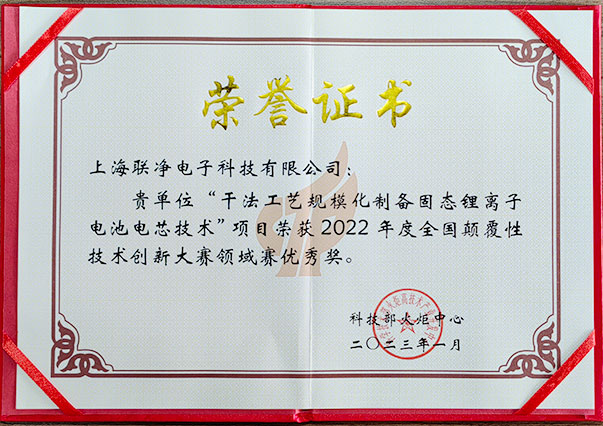 荣誉证书
上海联净电子科技有限公司：
贵单位“干法工艺规模化制备固态锂离子
电池电芯技术”项目荣获2022年度全国颠覆性
技术创新大赛领域赛优秀奖。
科技部火炬中心
二〇二三年一月